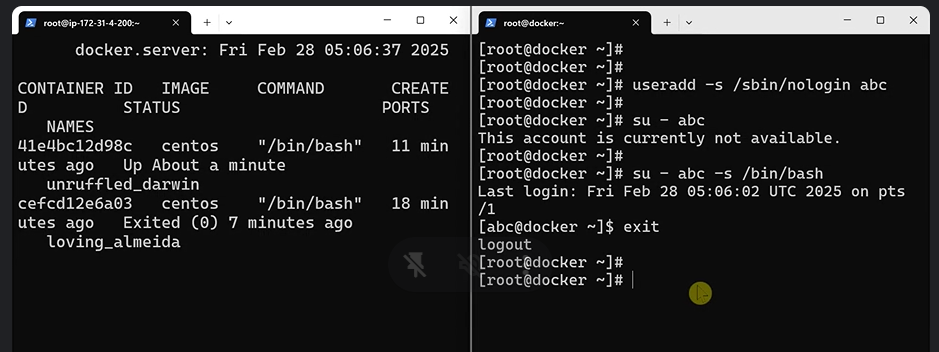 root@ip-172-31-4-200:~
docker.server: Fri Feb 28 05:06:37 2025
CONTAINER ID   IMAGE     COMMAND       CREATE
D          STATUS                     PORTS
   NAMES
41e4bc12d98c   centos    "/bin/bash"   11 min
utes ago   Up About a minute
   unruffled_darwin
cefcd12e6a03   centos    "/bin/bash"   18 min
utes ago   Exited (0) 7 minutes ago
   loving_almeida
root@docker:~
[root@docker ~]#
[root@docker ~]#
[root@docker ~]# useradd -s /sbin/nologin abc
[root@docker ~]#
[root@docker ~]# su - abc
This account is currently not available.
[root@docker ~]#
[root@docker ~]# su - abc -s /bin/bash
Last login: Fri Feb 28 05:06:02 UTC 2025 on pts
/1
[abc@docker ~]$ exit
logout
[root@docker ~]#
[root@docker ~]#